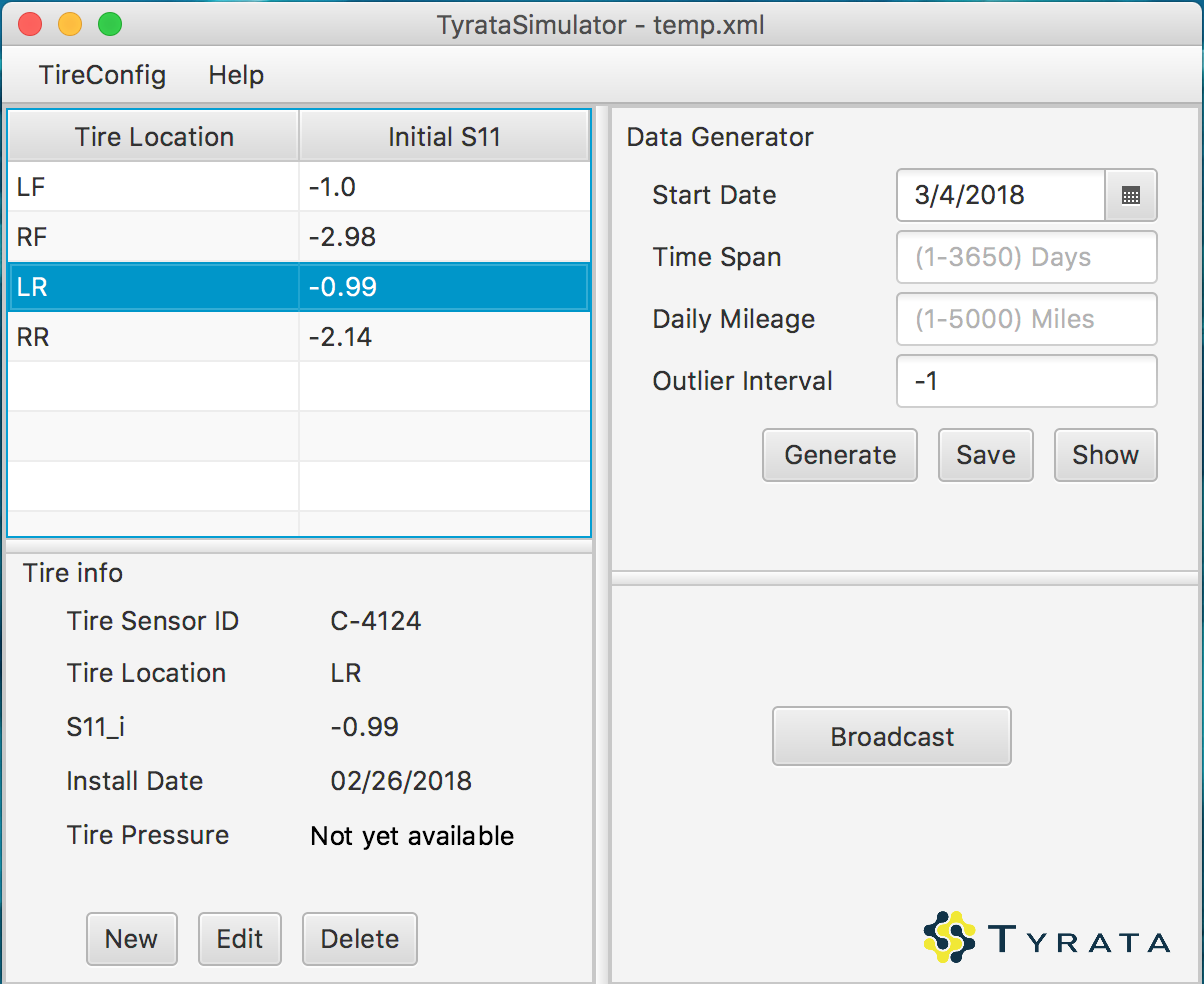 TyrataSimulator - temp.xml
TireConfig Help
Tire Location Initial S11
LF -1.0
RF -2.98
LR -0.99
RR -2.14
Tire info
Tire Sensor ID C-4124
Tire Location LR
S11_i -0.99
Install Date 02/26/2018
Tire Pressure Not yet available
New Edit Delete
Data Generator
Start Date 3/4/2018
Time Span (1-3650) Days
Daily Mileage (1-5000) Miles
Outlier Interval -1
Generate Save Show
Broadcast
TYRATA